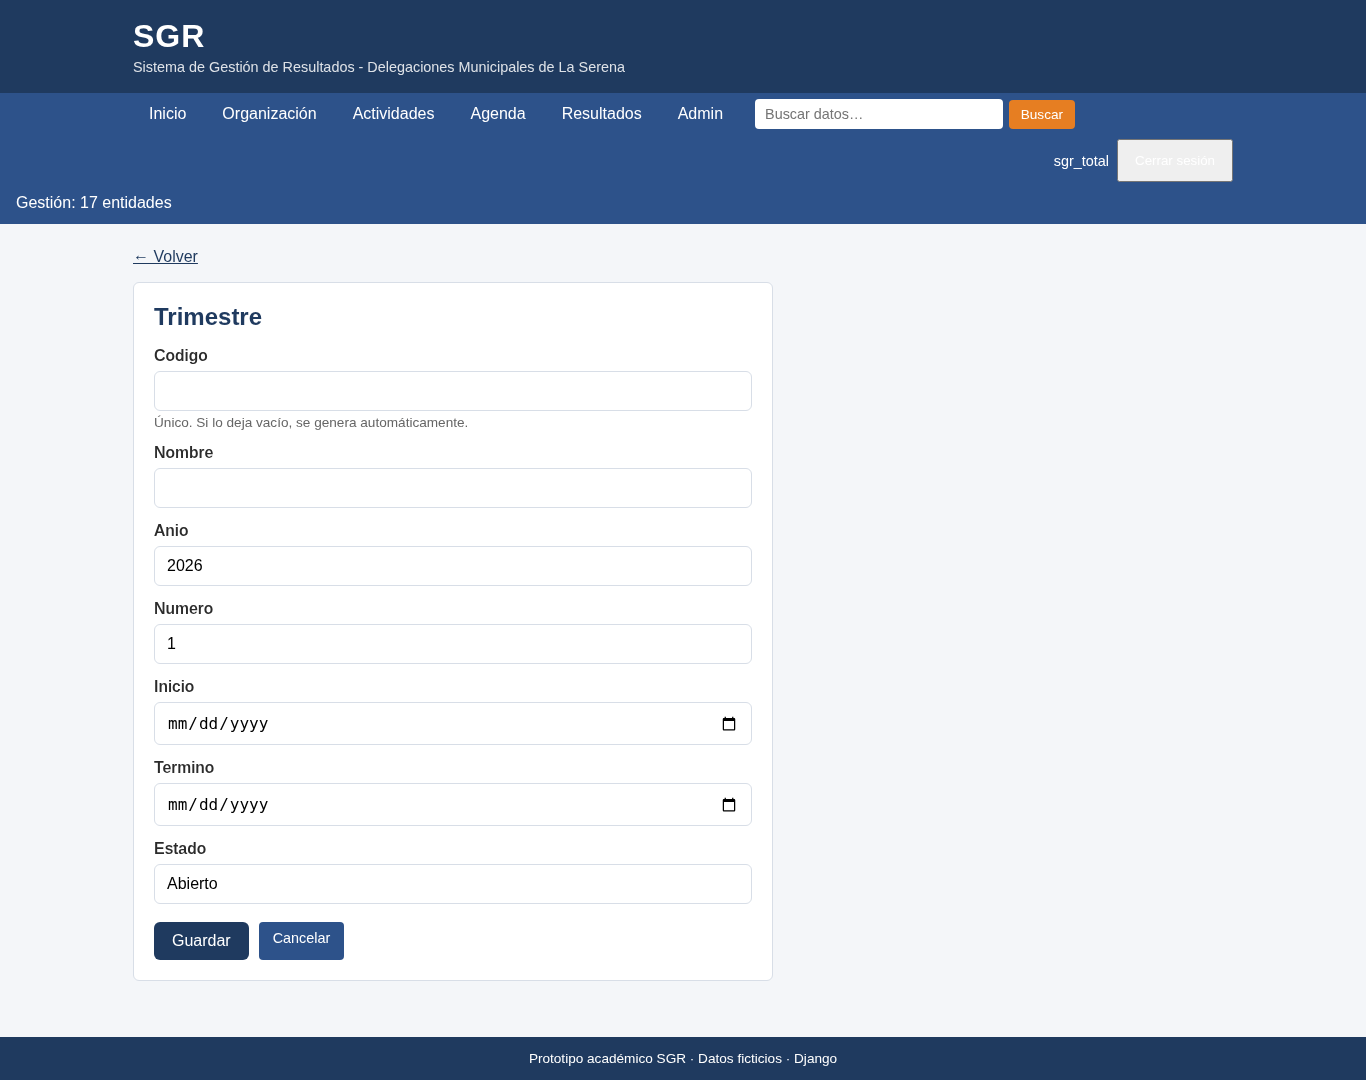 SGR
Sistema de Gestión de Resultados - Delegaciones Municipales de La Serena
Inicio Organización Actividades Agenda Resultados Admin Buscar datos… Buscar
sgr_total Cerrar sesión
Gestión: 17 entidades
← Volver
Trimestre
Codigo
Único. Si lo deja vacío, se genera automáticamente.
Nombre
Anio
2026
Numero
1
Inicio
mm/dd/yyyy
Termino
mm/dd/yyyy
Estado
Abierto
Guardar Cancelar
Prototipo académico SGR · Datos ficticios · Django